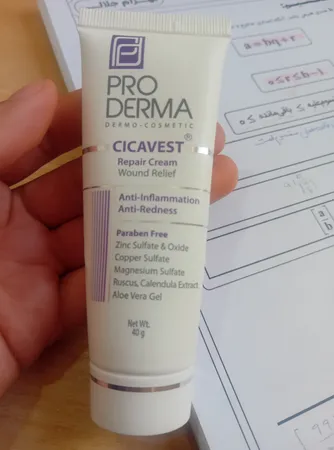 PRO
DERMA
DERMO-COSMETIC
CICAVEST®
Repair Cream
Wound Relief
Anti-Inflammation
Anti-Redness
Paraben Free
Zinc Sulfate & Oxide
Copper Sulfate
Magnesium Sulfate
Ruscus, Calendula Extract
Aloe Vera Gel
Net Wt.
40 g
a = bq + r